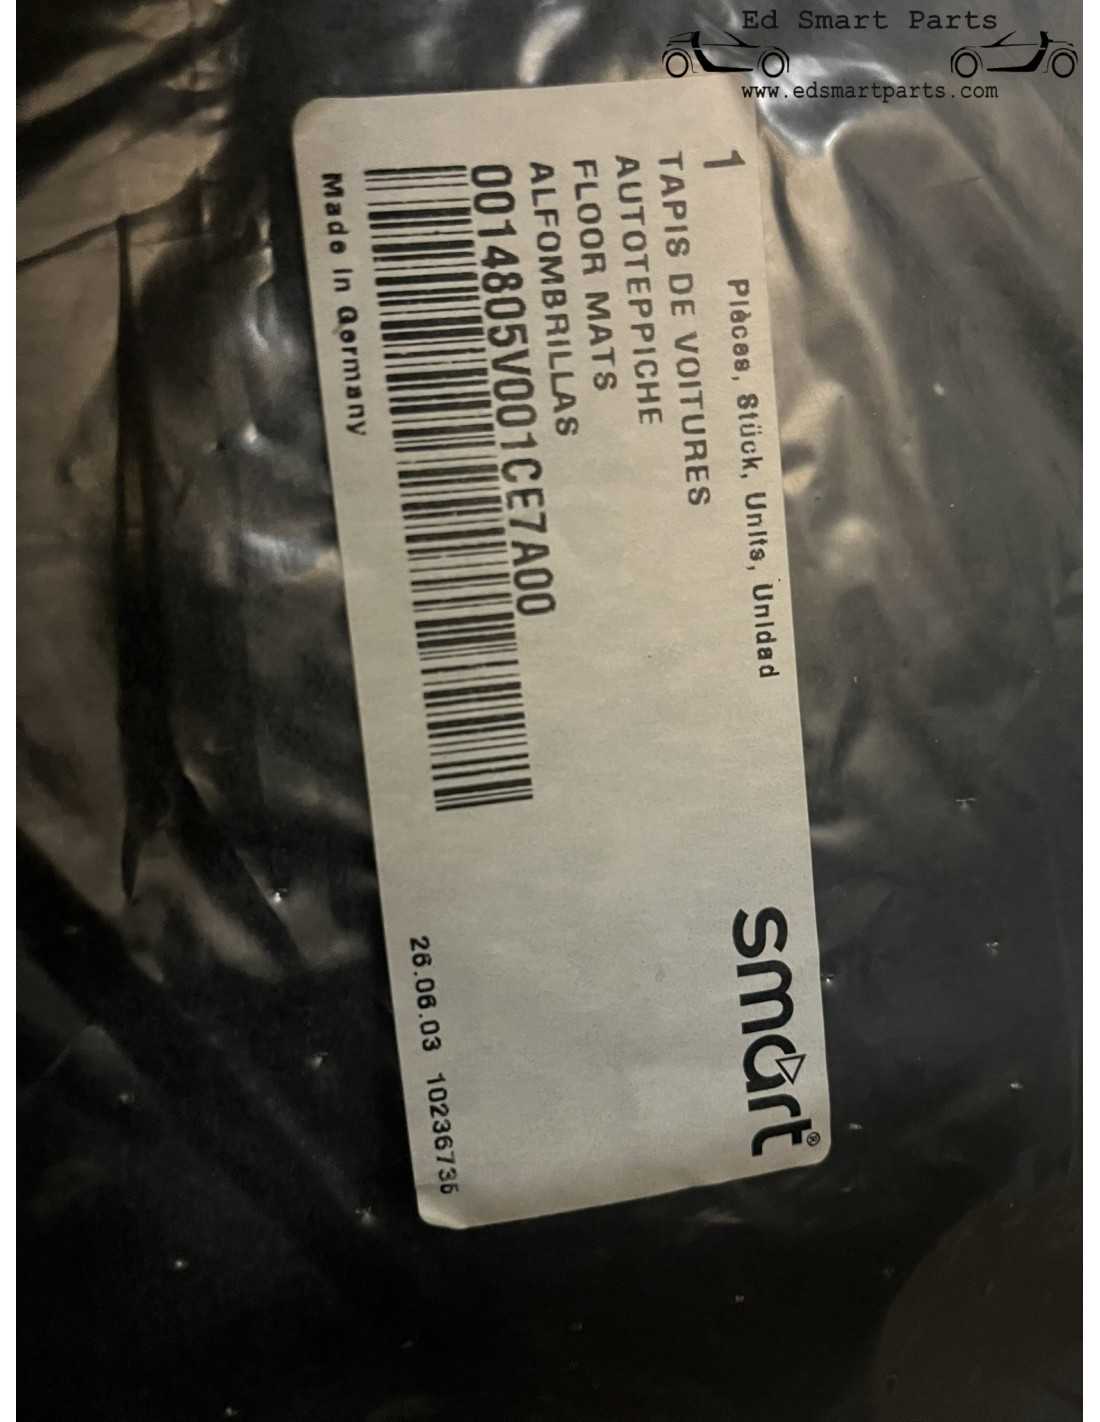 Ed Smart Parts
www.edsmartparts.com
1 Pièces, Stück, Units, Unidad
TAPIS DE VOITURES
AUTOTEPPICHE
FLOOR MATS
ALFOMBRILLAS
0014805V001CE7A00
Made in Germany
smart®
26.06.03 10236735